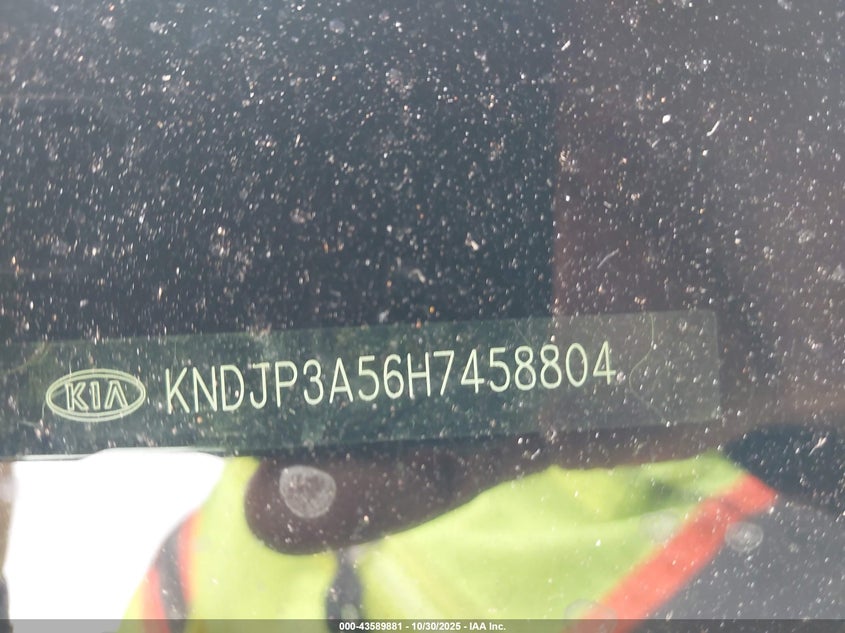 KIA KNDJP3A56H7458804
000-43589881 - 10/30/2025 - IAA Inc.